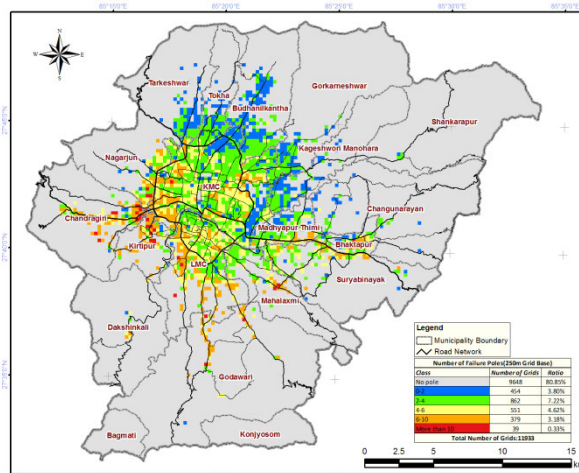 85°15'0"E 85°20'0"E 85°25'0"E 85°30'0"E 85°35'0"E
N
W E
S
Tarkeshwar
Tokha
Gorkarneshwar
Budhanilkantha
Shankarapur
Kageshwori Manohara
Nagarjun
KMC
Changunarayan
Chandragiri
Madhyapur Thimi
Bhaktapur
Kirtipur
LMC
Suryabinayak
Mahalaxmi
Dakshinkali
Godawari
Bagmati
Konjyosom
Legend
Municipality Boundary
Road Network
Number of Failure Poles(250m Grid Base)
Class Number of Grids Ratio
No pole 9648 80.85%
0-2 454 3.80%
2-4 862 7.22%
4-6 551 4.62%
6-10 379 3.18%
More than 10 39 0.33%
Total Number of Grids:11933
0 2.5 5 10 15